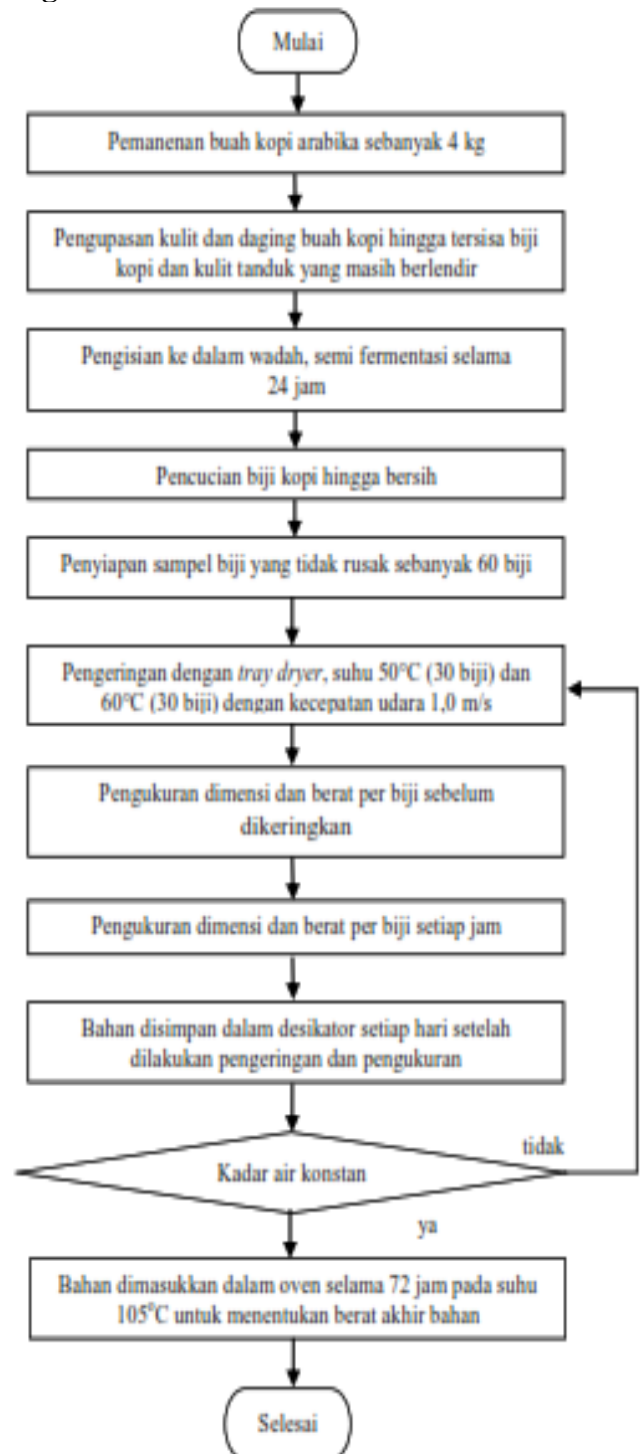 Mulai
Pemanenan buah kopi arabika sebanyak 4 kg
Pengupasan kulit dan daging buah kopi hingga tersisa biji
kopi dan kulit tanduk yang masih berlendir
Pengisian ke dalam wadah, semi fermentasi selama
24 jam
Pencucian biji kopi hingga bersih
Penyiapan sampel biji yang tidak rusak sebanyak 60 biji
Pengeringan dengan tray dryer, suhu 50°C (30 biji) dan
60°C (30 biji) dengan kecepatan udara 1,0 m/s
Pengukuran dimensi dan berat per biji sebelum
dikeringkan
Pengukuran dimensi dan berat per biji setiap jam
Bahan disimpan dalam desikator setiap hari setelah
dilakukan pengeringan dan pengukuran
tidak
Kadar air konstan
ya
Bahan dimasukkan dalam oven selama 72 jam pada suhu
105°C untuk menentukan berat akhir bahan
Selesai